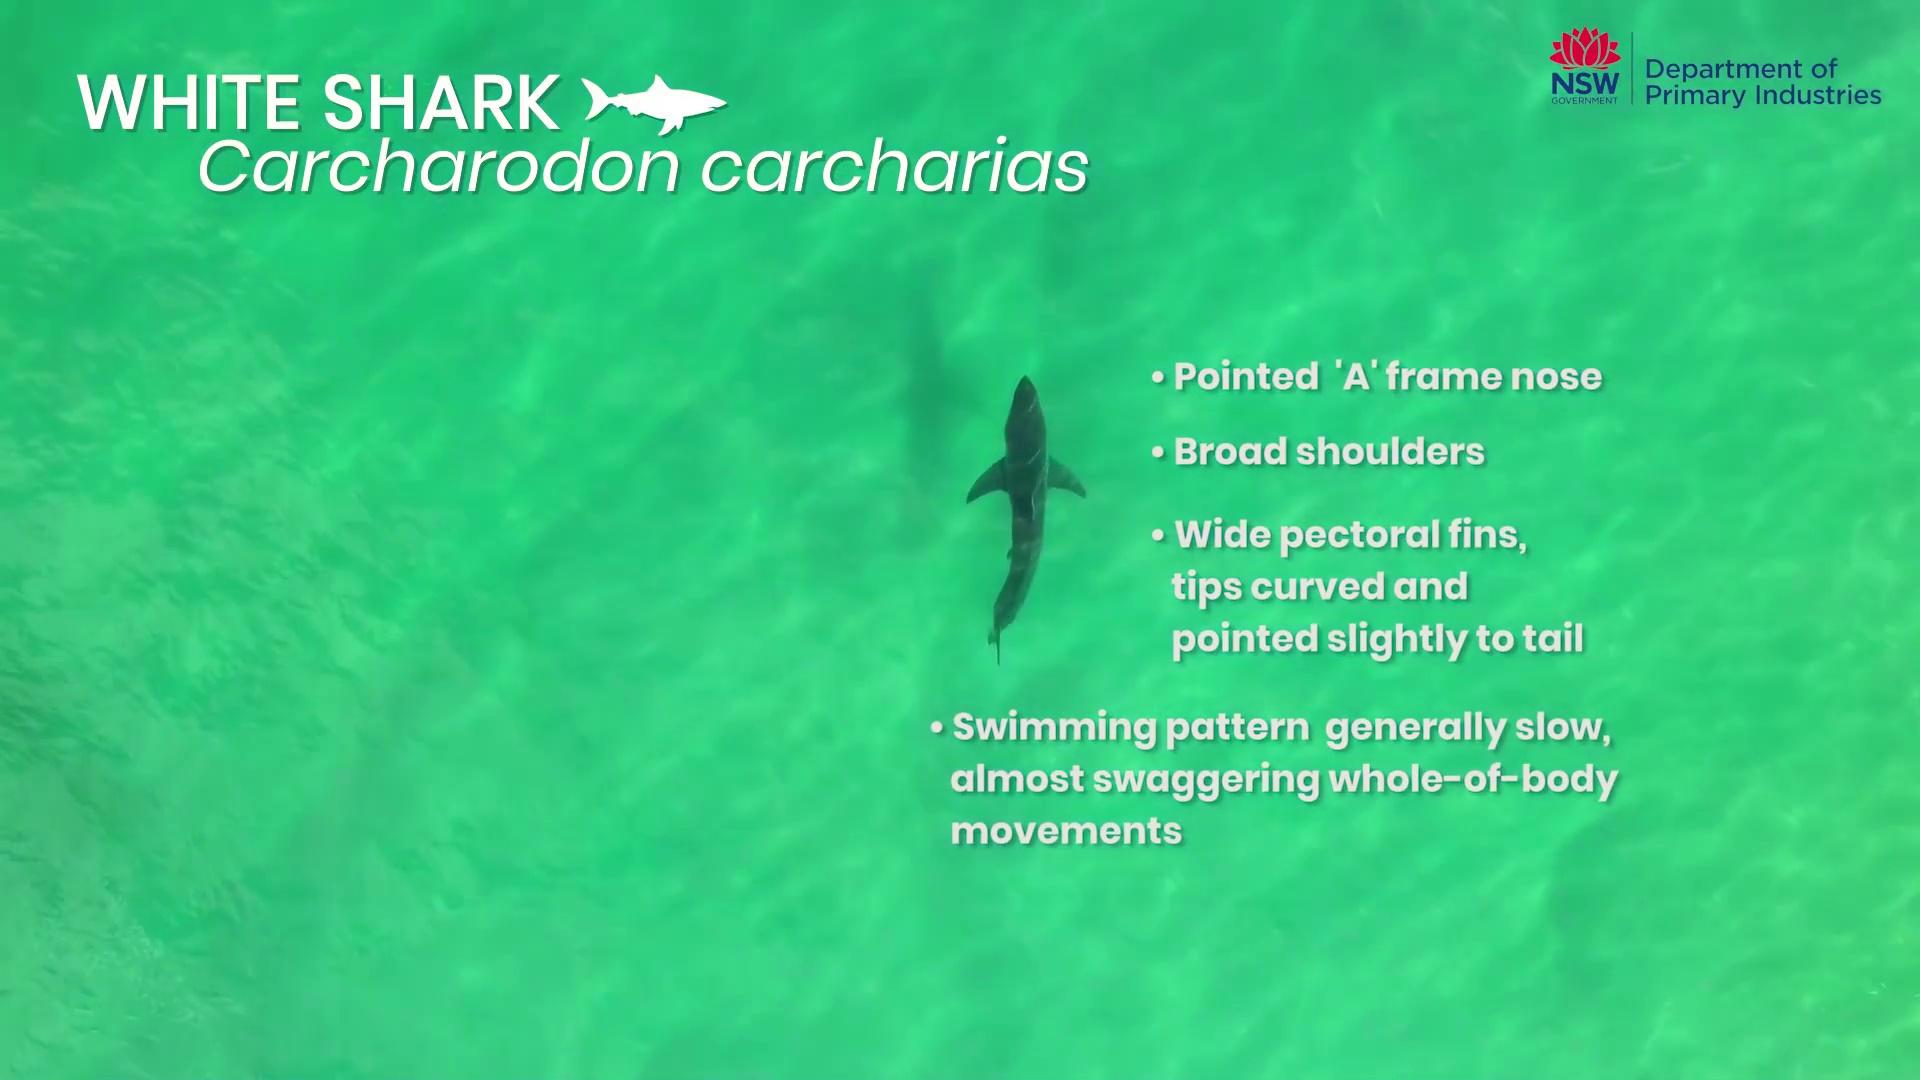 WHITE SHARK
Carcharodon carcharias
NSW
GOVERNMENT
Department of
Primary Industries
• Pointed 'A' frame nose
• Broad shoulders
• Wide pectoral fins,
tips curved and
pointed slightly to tail
• Swimming pattern generally slow,
almost swaggering whole-of-body
movements